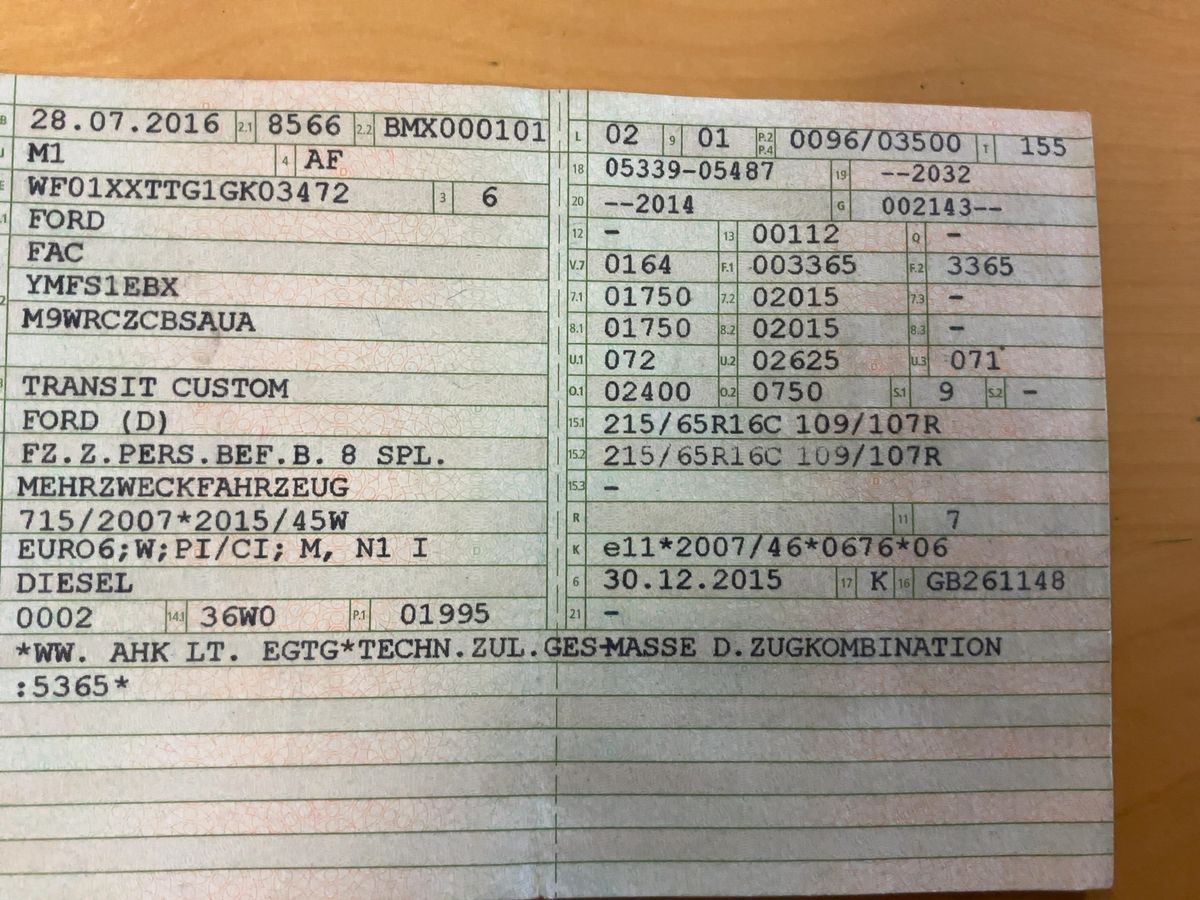 B 28.07.2016 2.1 8566 2.2 BMX000101
J M1 4 AF
E WF01XXTTG1GK03472 3 6
FORD
FAC
YMFS1EBX
M9WRCZCBSAUA
TRANSIT CUSTOM
FORD (D)
FZ.Z.PERS.BEF.B. 8 SPL.
MEHRZWECKFAHRZEUG
715/2007*2015/45W
EURO6;W;PI/CI; M, N1 I
DIESEL
0002 14.1 36W0 P.1 01995
L 02 9 01 P.2 P.4 0096/03500 T 155
18 05339-05487 19 --2032
20 --2014 G 002143--
12 - 13 00112 Q -
V.7 0164 F.1 003365 F.2 3365
7.1 01750 7.2 02015 7.3 -
8.1 01750 8.2 02015 8.3 -
U.1 072 U.2 02625 U.3 071
O.1 02400 O.2 0750 S.1 9 S.2 -
15.1 215/65R16C 109/107R
15.2 215/65R16C 109/107R
15.3 -
R 11 7
K e11*2007/46*0676*06
6 30.12.2015 17 K 16 GB261148
21 -
*WW. AHK LT. EGTG*TECHN.ZUL.GES-MASSE D.ZUGKOMBINATION
:5365*